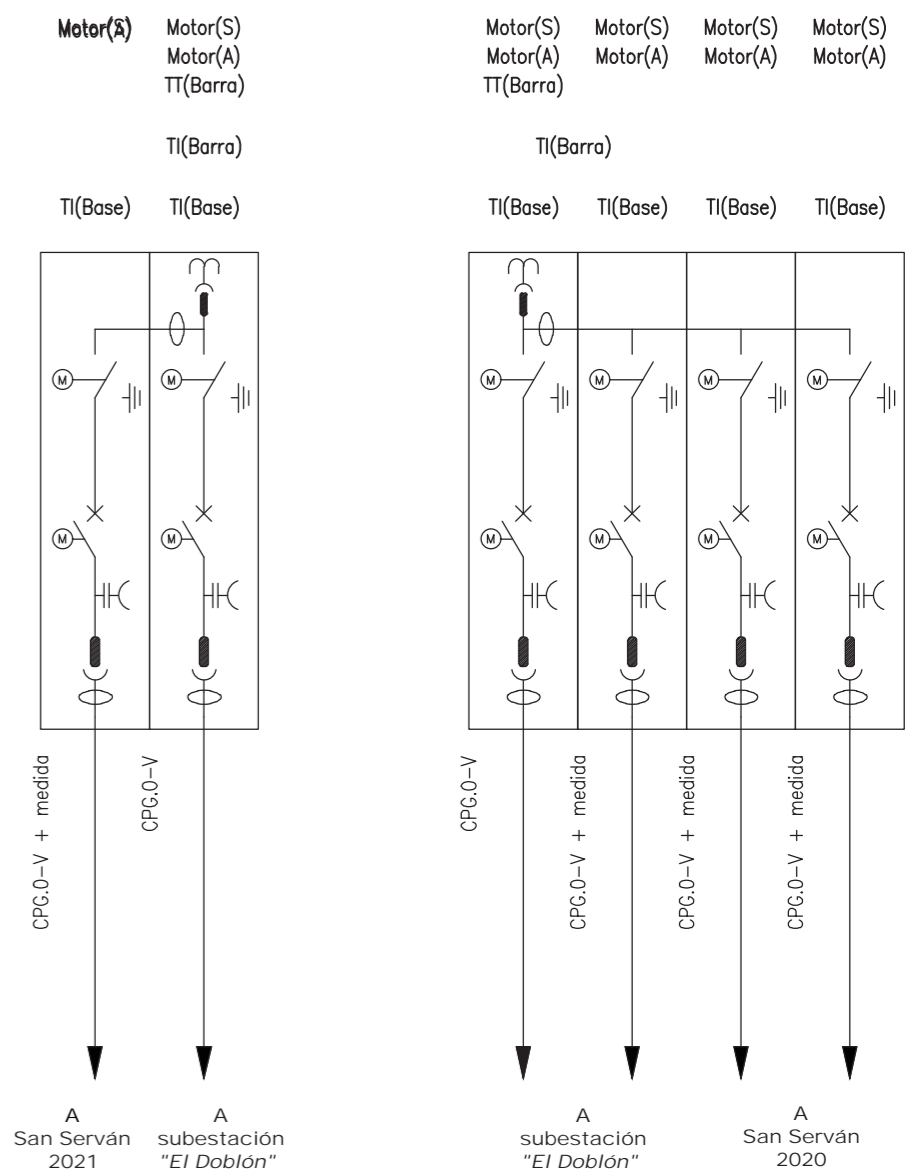 Motor(S) Motor(S) Motor(S) Motor(S) Motor(S) Motor(S)
Motor(A) Motor(A) Motor(A) Motor(A) Motor(A) Motor(A)
TT(Barra) TT(Barra)
TI(Barra) TI(Barra)
TI(Base) TI(Base) TI(Base) TI(Base) TI(Base) TI(Base)
M M M M M M
M M M M M M
CPG.0-V + medida
CPG.0-V
CPG.0-V
CPG.0-V + medida
CPG.0-V + medida
CPG.0-V + medida
A
San Serván
2021
A
subestación
"El Doblón"
A
subestación
"El Doblón"
A
San Serván
2020